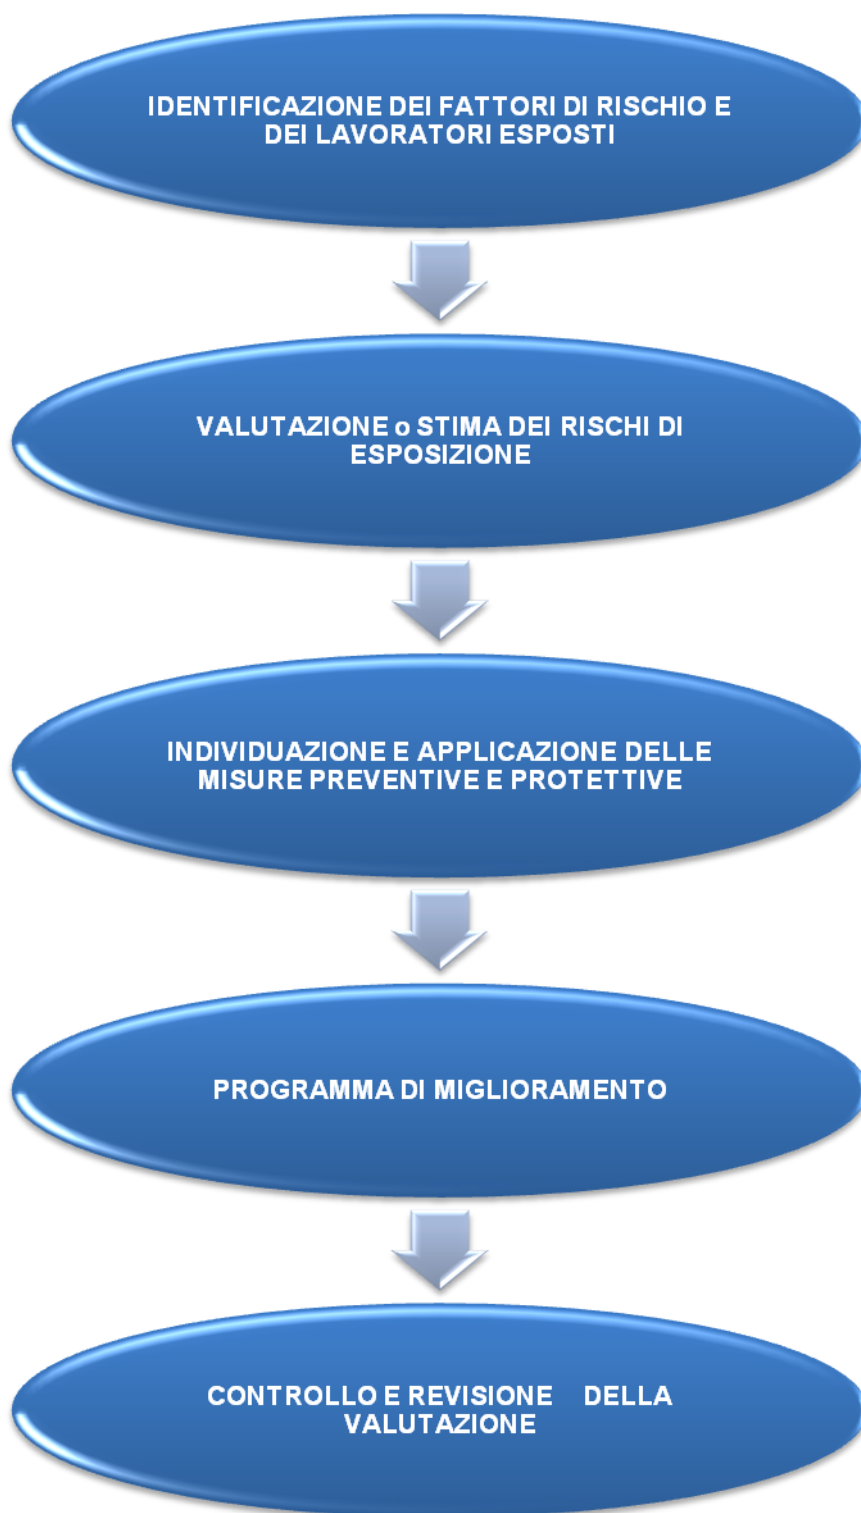 IDENTIFICAZIONE DEI FATTORI DI RISCHIO E
DEI LAVORATORI ESPOSTI
VALUTAZIONE o STIMA DEI RISCHI DI
ESPOSIZIONE
INDIVIDUAZIONE E APPLICAZIONE DELLE
MISURE PREVENTIVE E PROTETTIVE
PROGRAMMA DI MIGLIORAMENTO
CONTROLLO E REVISIONE DELLA
VALUTAZIONE